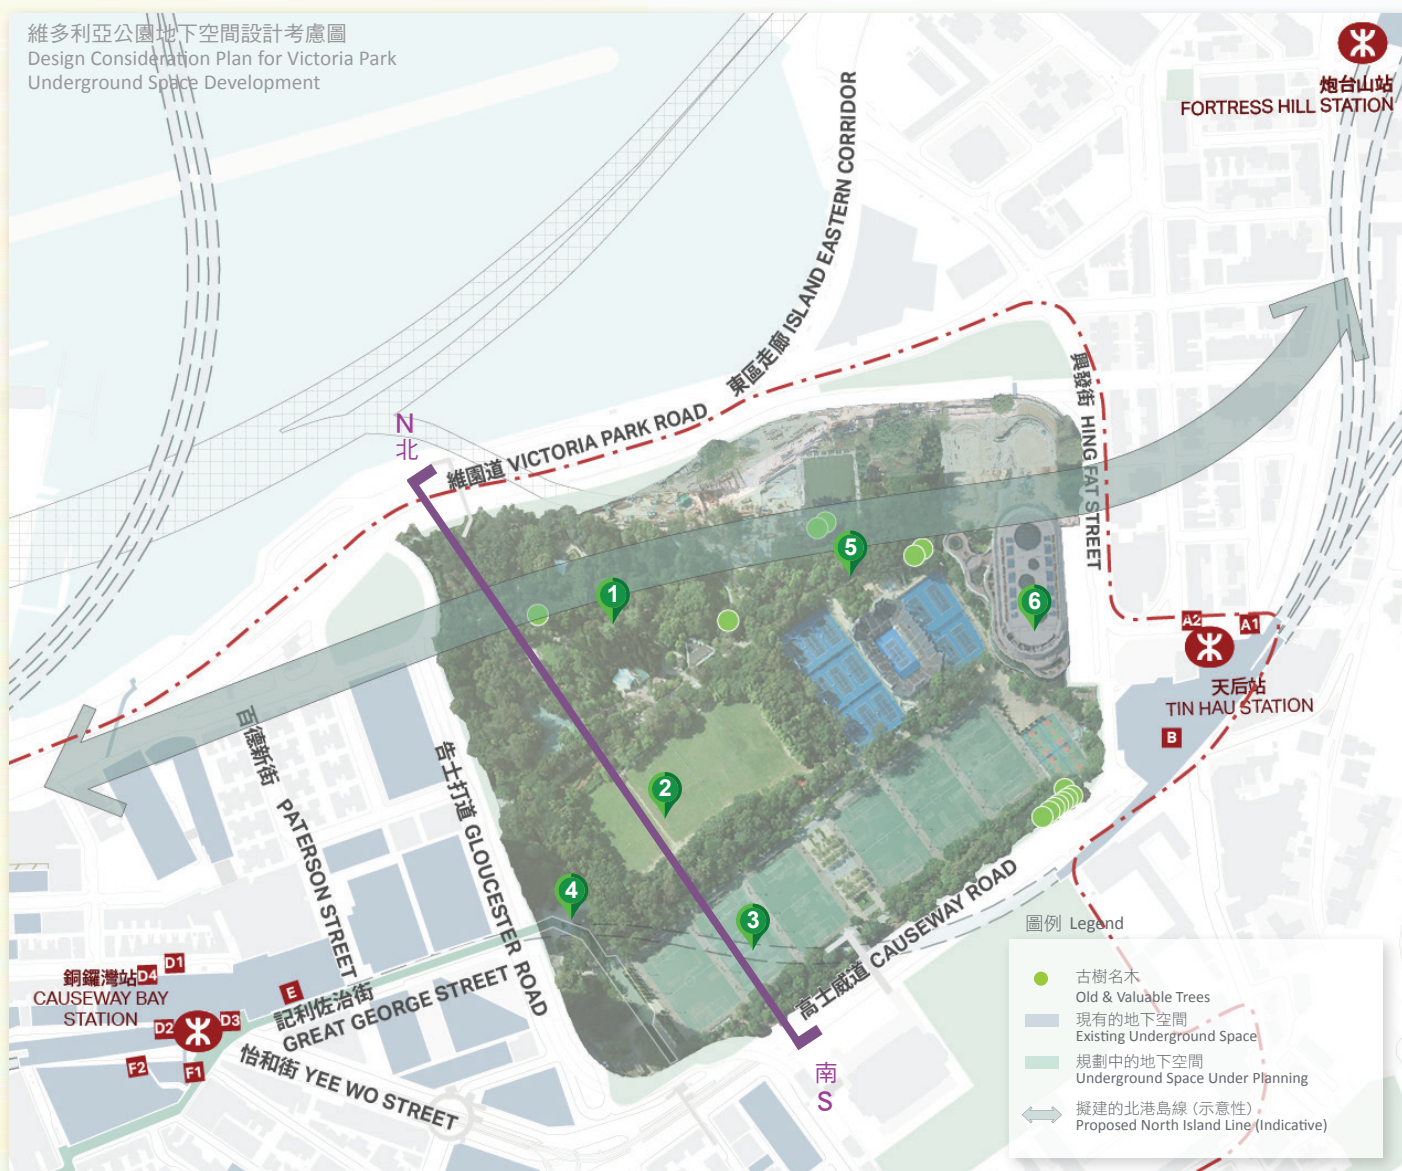 維多利亞公園地下空間設計考慮圖
Design Consideration Plan for Victoria Park
Underground Space Development
炮台山站
FORTRESS HILL STATION
東區走廊 ISLAND EASTERN CORRIDOR
興發街 HING FAT STREET
N
北
維園道 VICTORIA PARK ROAD
5
1
6
A2
A1
天后站
TIN HAU STATION
B
百德新街 PATERSON STREET
告士打道 GLOUCESTER ROAD
2
4
3
高士威道 CAUSEWAY ROAD
銅鑼灣站
CAUSEWAY BAY
STATION
D4
D1
E
D2
D3
F2
F1
記利佐治街
GREAT GEORGE STREET
怡和街 YEE WO STREET
南
S
圖例 Legend
古樹名木
Old & Valuable Trees
現有的地下空間
Existing Underground Space
規劃中的地下空間
Underground Space Under Planning
擬建的北港島線 (示意性)
Proposed North Island Line (Indicative)